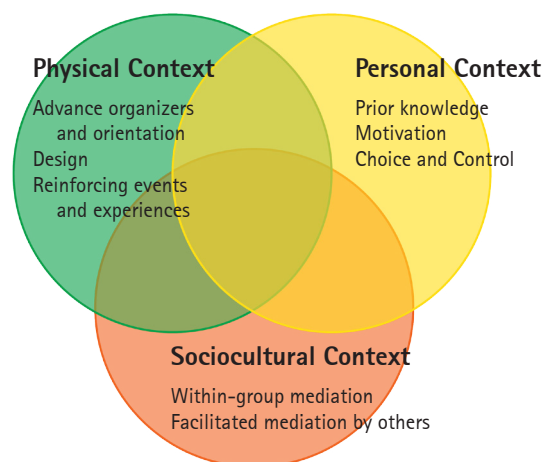 Physical Context
Advance organizers
and orientation
Design
Reinforcing events
and experiences
Personal Context
Prior knowledge
Motivation
Choice and Control
Sociocultural Context
Within-group mediation
Facilitated mediation by others